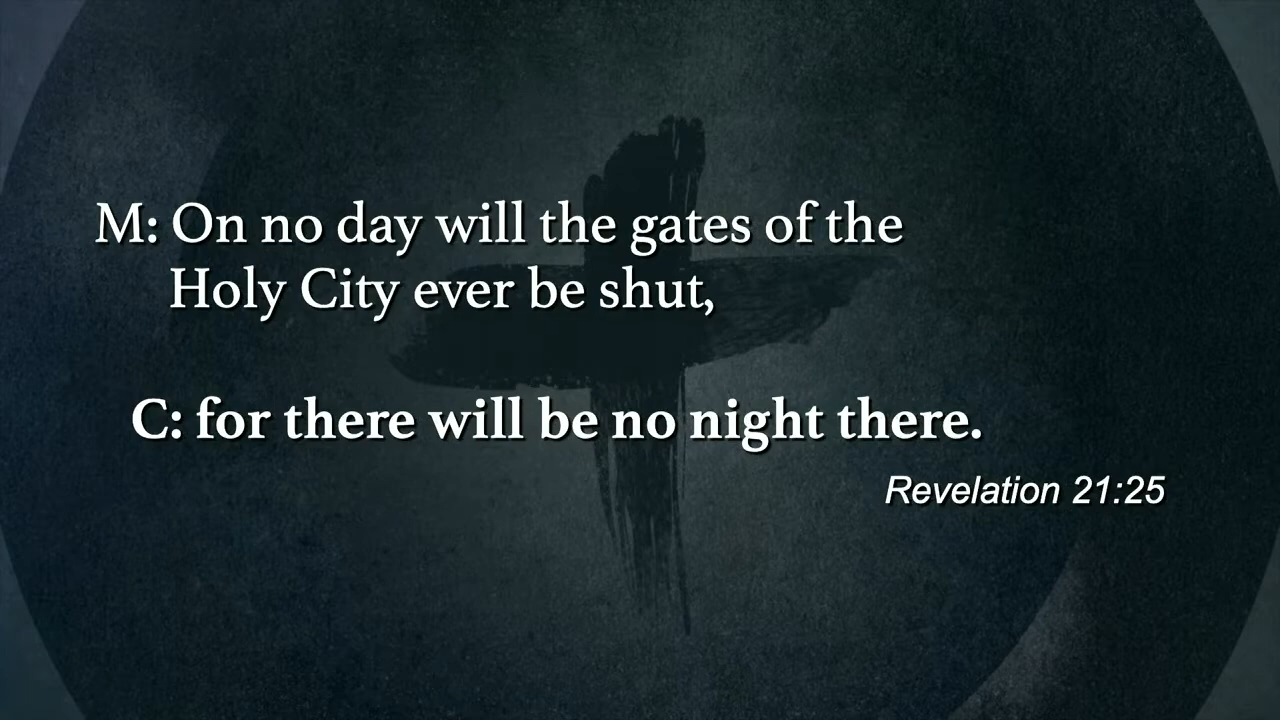 M: On no day will the gates of the
Holy City ever be shut,
C: for there will be no night there.
Revelation 21:25